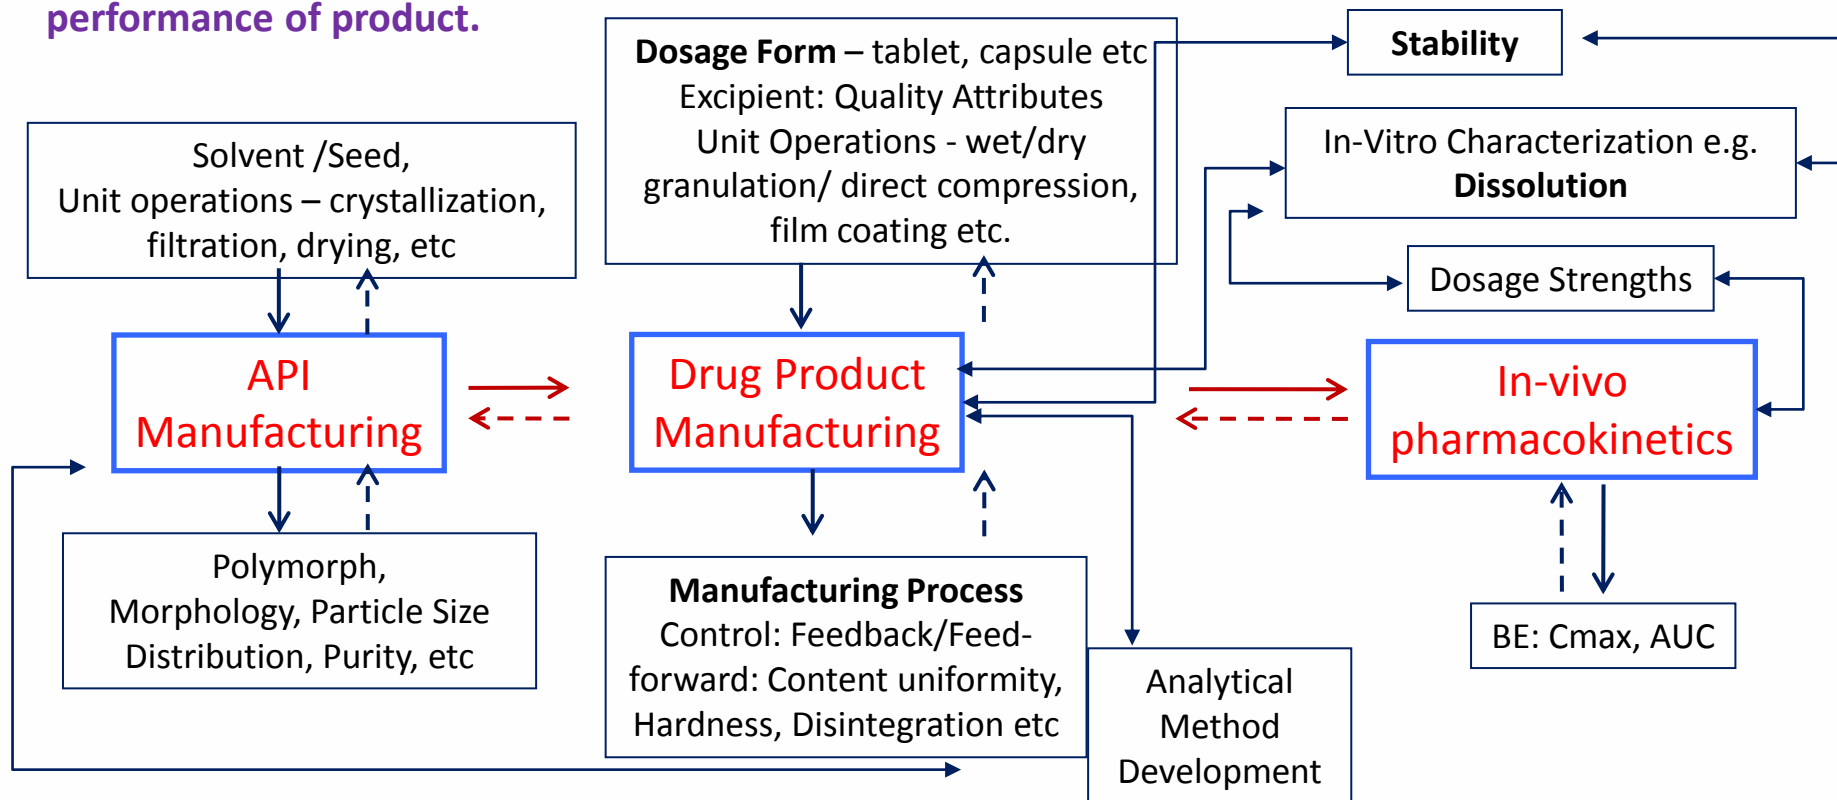 performance of product.
Solvent /Seed,
Unit operations – crystallization,
filtration, drying, etc
API
Manufacturing
Polymorph,
Morphology, Particle Size
Distribution, Purity, etc
Dosage Form – tablet, capsule etc
Excipient: Quality Attributes
Unit Operations - wet/dry
granulation/ direct compression,
film coating etc.
Drug Product
Manufacturing
Manufacturing Process
Control: Feedback/Feed-
forward: Content uniformity,
Hardness, Disintegration etc
Analytical
Method
Development
Stability
In-Vitro Characterization e.g.
Dissolution
Dosage Strengths
In-vivo
pharmacokinetics
BE: Cmax, AUC